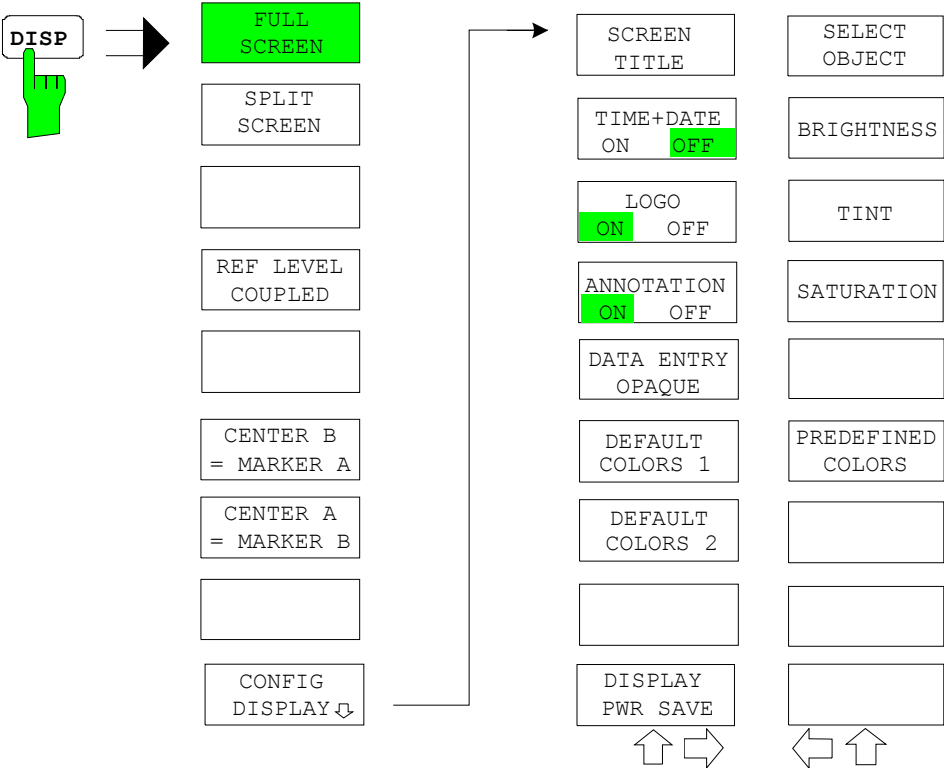 DISP
FULL
SCREEN
SPLIT
SCREEN
REF LEVEL
COUPLED
CENTER B
= MARKER A
CENTER A
= MARKER B
CONFIG
DISPLAY
SCREEN
TITLE
TIME+DATE
ON OFF
LOGO
ON OFF
ANNOTATION
ON OFF
DATA ENTRY
OPAQUE
DEFAULT
COLORS 1
DEFAULT
COLORS 2
DISPLAY
PWR SAVE
SELECT
OBJECT
BRIGHTNESS
TINT
SATURATION
PREDEFINED
COLORS